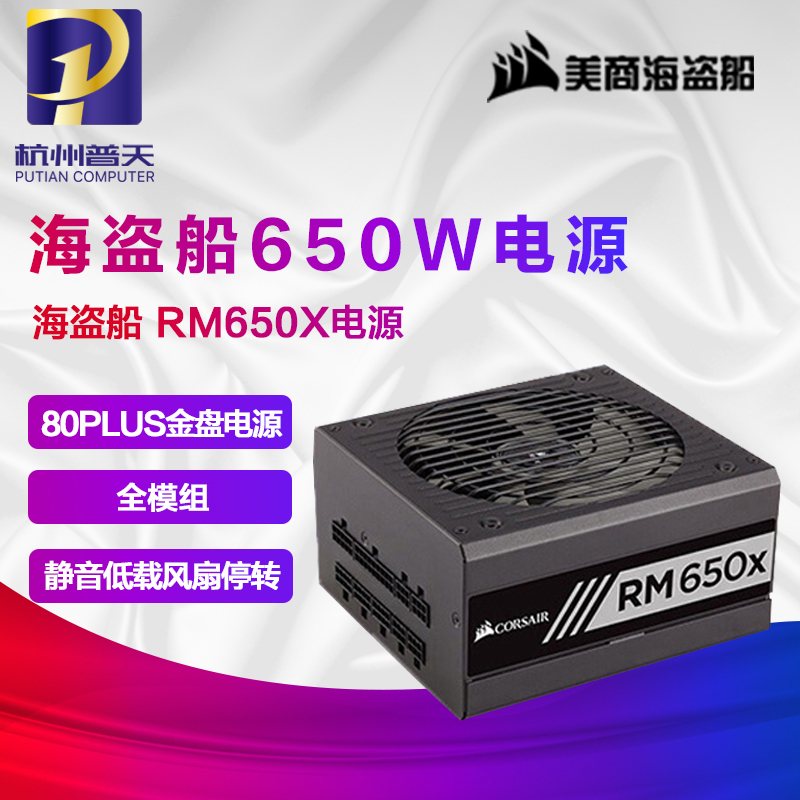 杭州普天
PUTIAN COMPUTER
美商海盗船
海盗船650W电源
海盗船 RM650X电源
80PLUS金盘电源
全模组
静音低载风扇停转
CORSAIR
RM650x